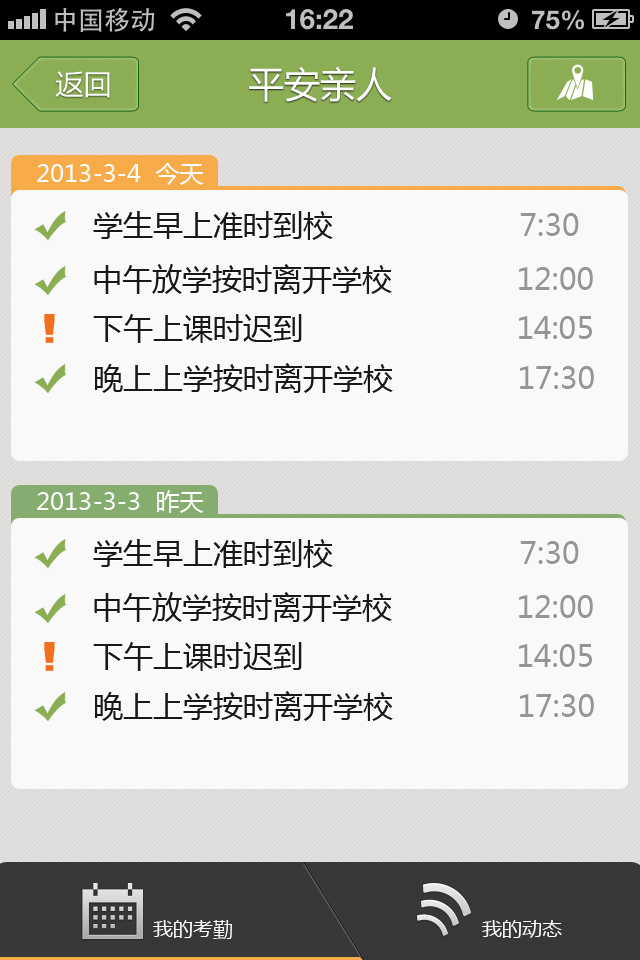 中国移动 16:22 75%
返回 平安亲人
2013-3-4 今天
学生早上准时到校 7:30
中午放学按时离开学校 12:00
下午上课时迟到 14:05
晚上上学按时离开学校 17:30
2013-3-3 昨天
学生早上准时到校 7:30
中午放学按时离开学校 12:00
下午上课时迟到 14:05
晚上上学按时离开学校 17:30
我的考勤 我的动态